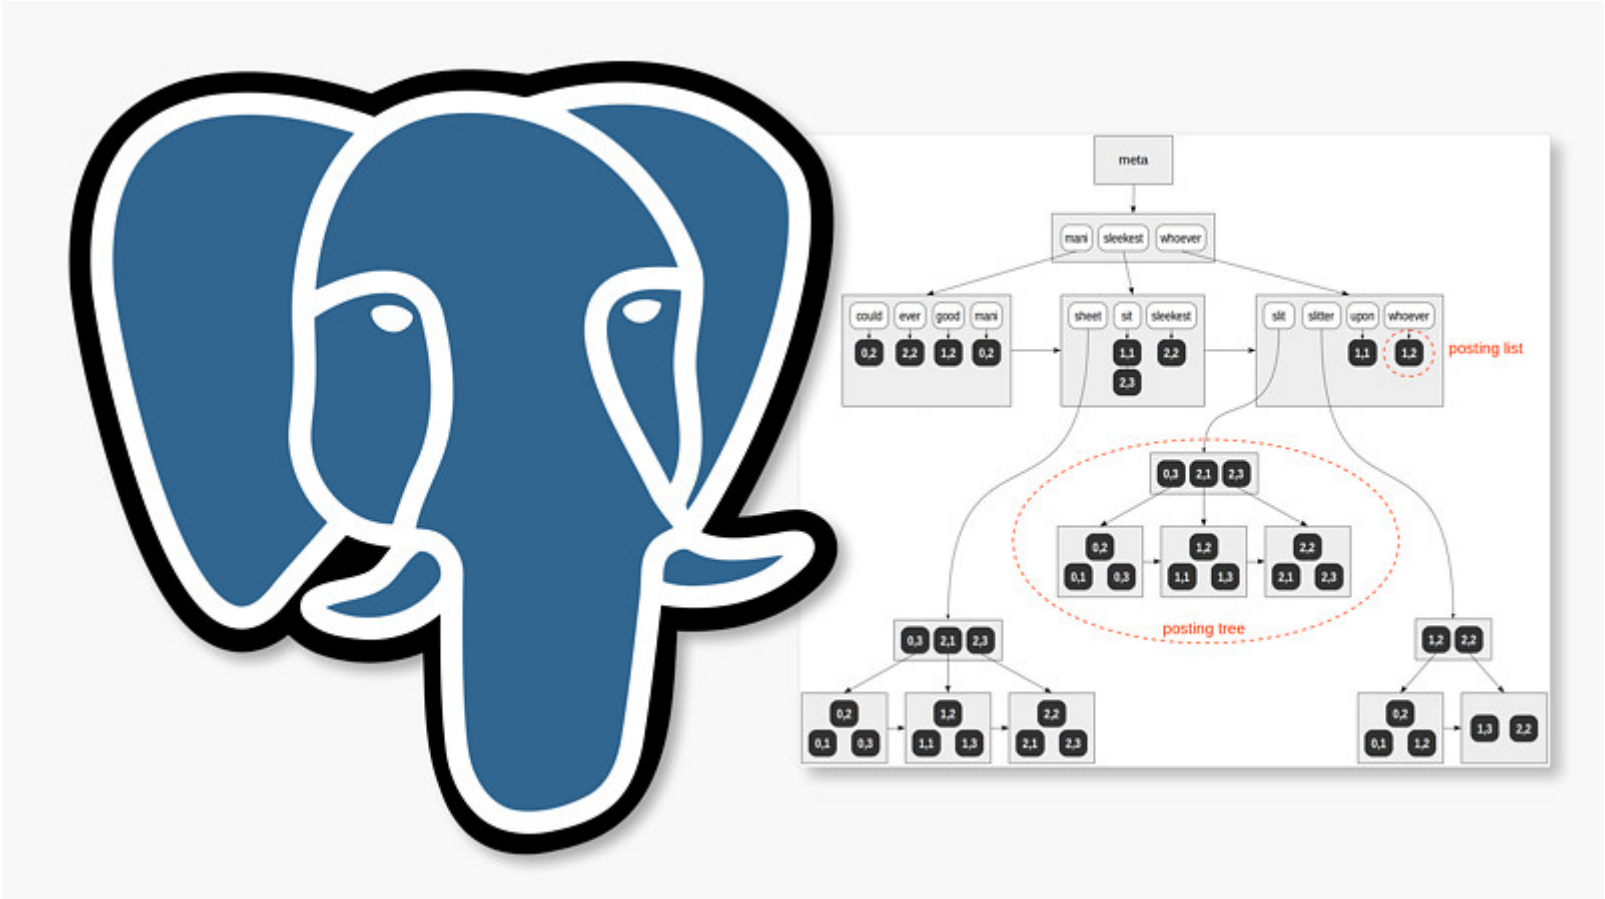 meta
mani sleekest whoever
could ever good mani
sheet sit sleekest
slit slitter upon whoever
0,2 2,2 1,2 0,2
1,1 2,2
2,3
1,1 1,2
posting list
0,3 2,1 2,3
0,2
0,1 0,3
1,2
1,1 1,3
2,2
2,1 2,3
posting tree
0,3 2,1 2,3
0,2
0,1 0,3
1,2
1,1 1,3
2,2
2,1 2,3
1,2 2,2
0,2
0,1 1,2
1,3 2,2